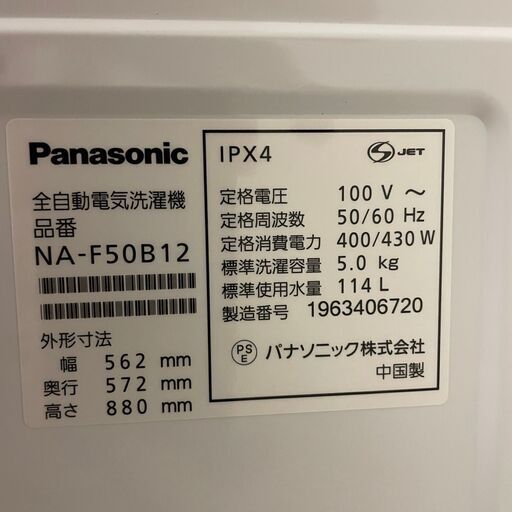 Panasonic
全自動電気洗濯機
品番
NA-F50B12
外形寸法
幅 562 mm
奥行 572 mm
高さ 880 mm
IPX4
S JET
定格電圧 100 V ～
定格周波数 50/60 Hz
定格消費電力 400/430 W
標準洗濯容量 5.0 kg
標準使用水量 114 L
製造番号 1963406720
PS E パナソニック株式会社
中国製